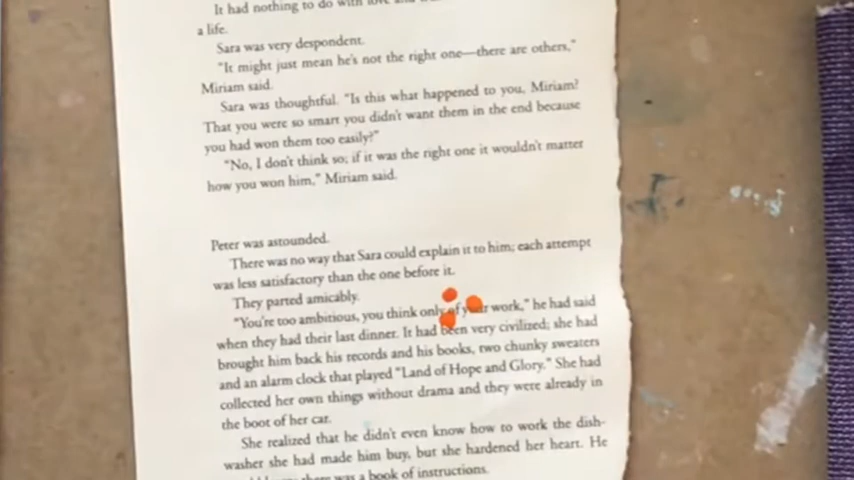 It had nothing to do with love and
a life.
Sara was very despondent.
"It might just mean he's not the right one—there are others,"
Miriam said.
Sara was thoughtful. "Is this what happened to you, Miriam?
That you were so smart you didn't want them in the end because
you had won them too easily?"
"No, I don't think so; if it was the right one it wouldn't matter
how you won him," Miriam said.
Peter was astounded.
There was no way that Sara could explain it to him; each attempt
was less satisfactory than the one before it.
They parted amicably.
"You're too ambitious, you think only of your work," he had said
when they had their last dinner. It had been very civilized; she had
brought him back his records and his books, two chunky sweaters
and an alarm clock that played "Land of Hope and Glory." She had
collected her own things without drama and they were already in
the boot of her car.
She realized that he didn't even know how to work the dish-
washer she had made him buy, but she hardened her heart. He
there was a book of instructions.